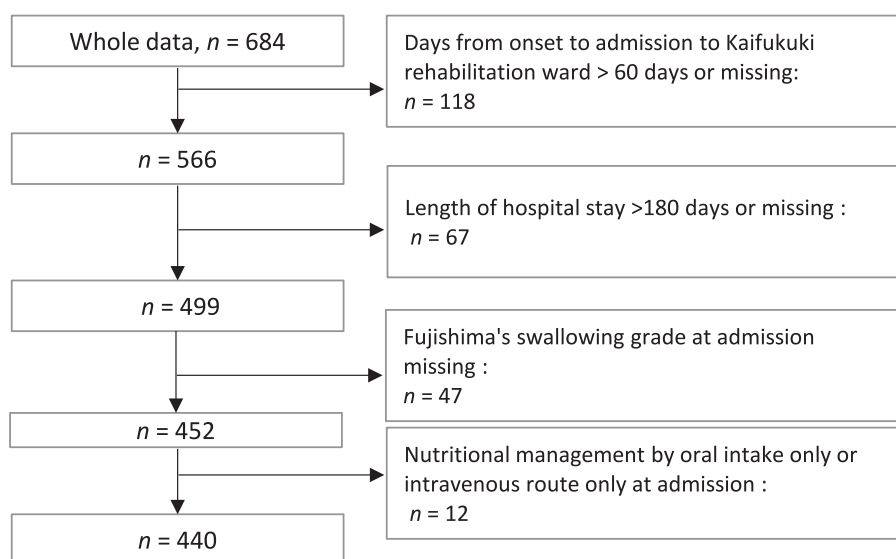 Whole data, n = 684
Days from onset to admission to Kaifukuki
rehabilitation ward > 60 days or missing:
n = 118
n = 566
Length of hospital stay >180 days or missing :
n = 67
n = 499
Fujishima's swallowing grade at admission
missing :
n = 47
n = 452
Nutritional management by oral intake only or
intravenous route only at admission :
n = 12
n = 440